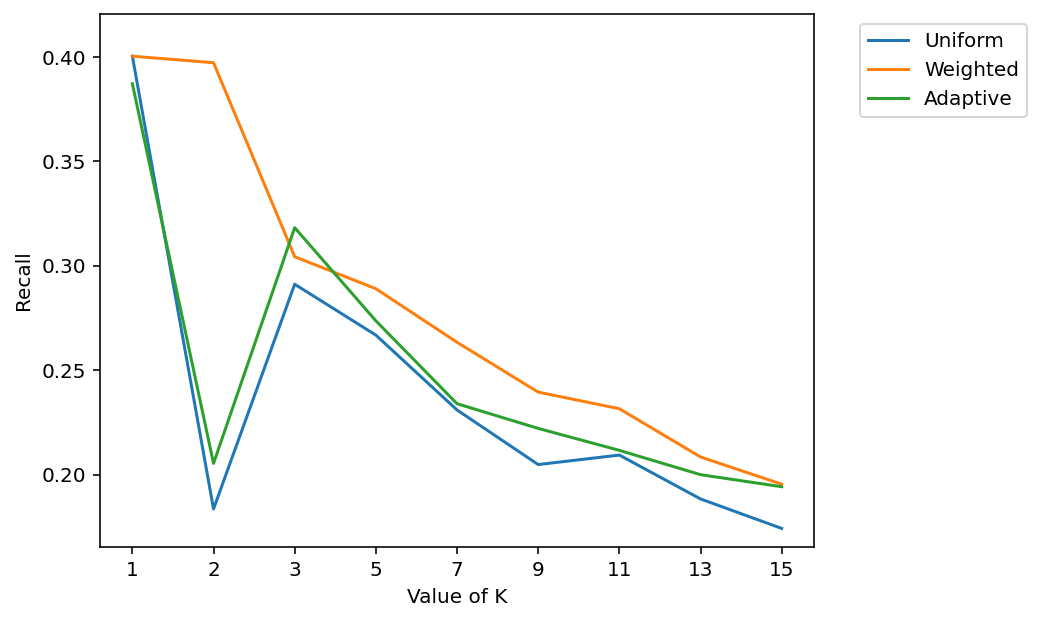 Uniform
Weighted
Adaptive
0.40
0.35
0.30
0.25
0.20
Recall
1 2 3 5 7 9 11 13 15
Value of K